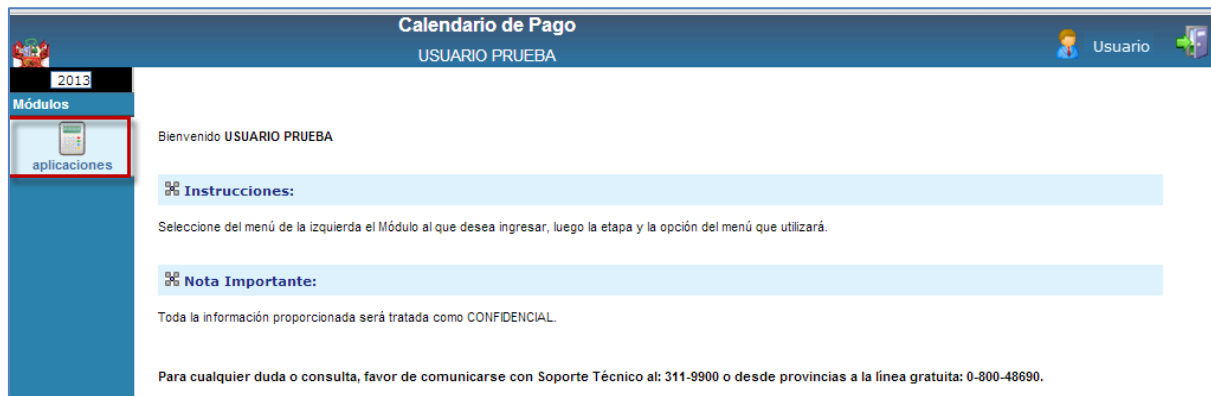 Calendario de Pago
USUARIO PRUEBA
Usuario
2013
Módulos
aplicaciones
Bienvenido USUARIO PRUEBA
Instrucciones:
Seleccione del menú de la izquierda el Módulo al que desea ingresar, luego la etapa y la opción del menú que utilizará.
Nota Importante:
Toda la información proporcionada será tratada como CONFIDENCIAL.
Para cualquier duda o consulta, favor de comunicarse con Soporte Técnico al: 311-9900 o desde provincias a la línea gratuita: 0-800-48690.